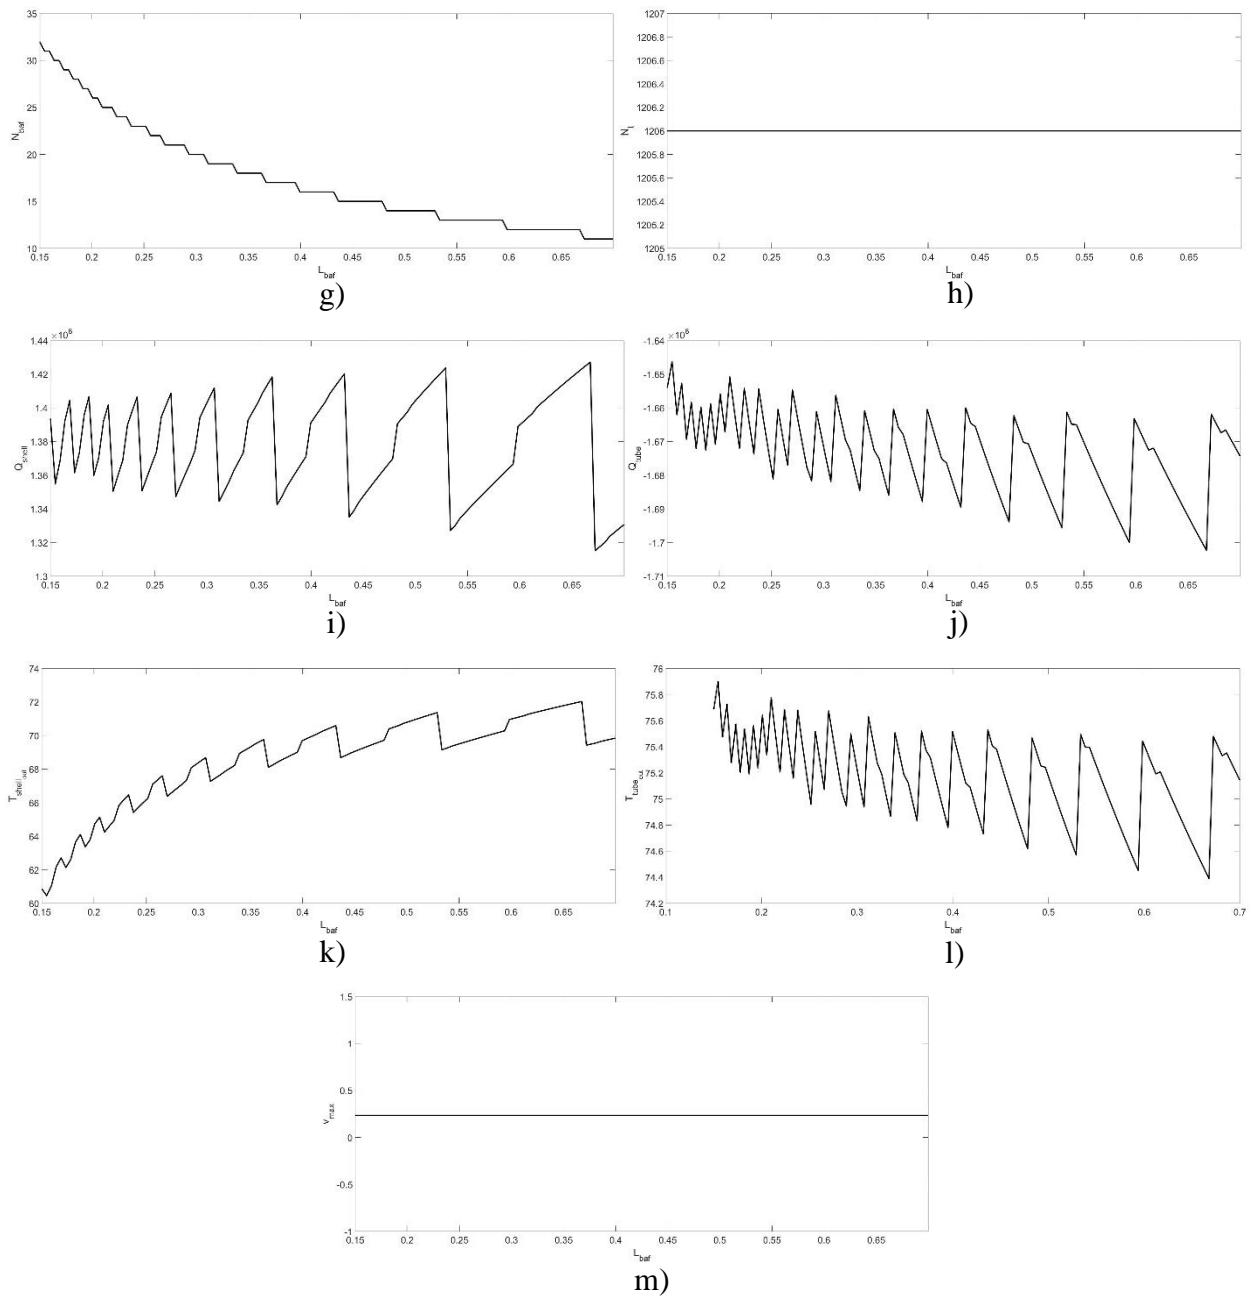 35
30
25
20
15
10
N_baf
0.15 0.2 0.25 0.3 0.35 0.4 0.45 0.5 0.55 0.6 0.65
L_baf
g)
1207
1206.8
1206.6
1206.4
1206.2
1206
1205.8
1205.6
1205.4
1205.2
1205
N_t
0.15 0.2 0.25 0.3 0.35 0.4 0.45 0.5 0.55 0.6 0.65
L_baf
h)
×10^6
1.44
1.42
1.4
1.38
1.36
1.34
1.32
1.3
Q_shell
0.15 0.2 0.25 0.3 0.35 0.4 0.45 0.5 0.55 0.6 0.65
L_baf
i)
×10^6
-1.64
-1.65
-1.66
-1.67
-1.68
-1.69
-1.7
-1.71
Q_tube
0.15 0.2 0.25 0.3 0.35 0.4 0.45 0.5 0.55 0.6 0.65
L_baf
j)
74
72
70
68
66
64
62
60
T_shell_out
0.15 0.2 0.25 0.3 0.35 0.4 0.45 0.5 0.55 0.6 0.65
L_baf
k)
76
75.8
75.6
75.4
75.2
75
74.8
74.6
74.4
74.2
T_tube_out
0.1 0.2 0.3 0.4 0.5 0.6 0.7
L_baf
l)
1.5
1
0.5
0
-0.5
-1
v_max
0.15 0.2 0.25 0.3 0.35 0.4 0.45 0.5 0.55 0.6 0.65
L_baf
m)